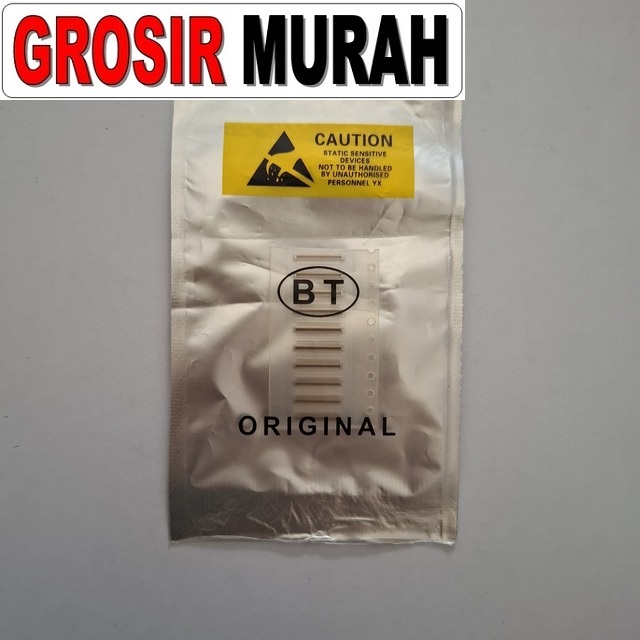 GROSIR MURAH
CAUTION
STATIC SENSITIVE
DEVICES
NOT TO BE HANDLED
BY UNAUTHORISED
PERSONNEL YX
BT
ORIGINAL